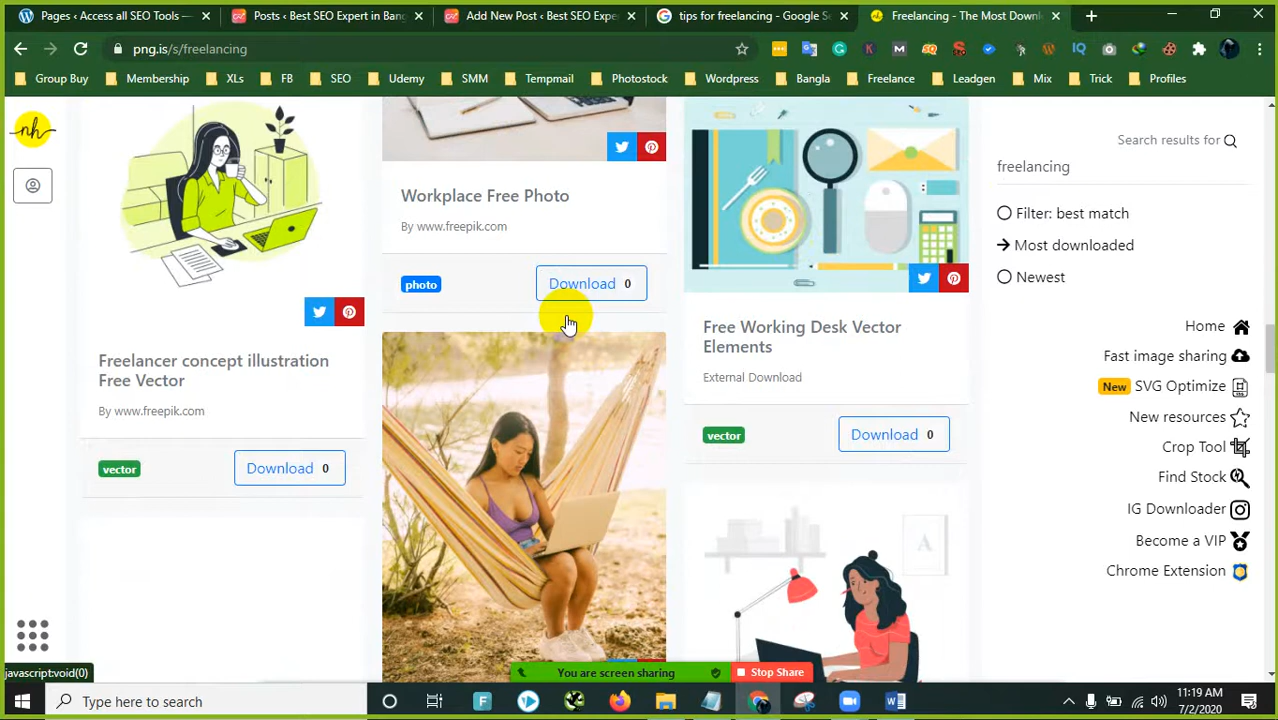 Pages ‹ Access all SEO Tools —
Posts ‹ Best SEO Expert in Bang
Add New Post ‹ Best SEO Expe
tips for freelancing - Google Se
Freelancing - The Most Downl
png.is/s/freelancing
Group Buy
Membership
XLs
FB
SEO
Udemy
SMM
Tempmail
Photostock
Wordpress
Bangla
Freelance
Leadgen
Mix
Trick
Profiles
nh
Freelancer concept illustration
Free Vector
By www.freepik.com
vector
Download 0
Workplace Free Photo
By www.freepik.com
photo
Download 0
Free Working Desk Vector
Elements
External Download
vector
Download 0
A
Search results for
freelancing
Filter: best match
Most downloaded
Newest
Home
Fast image sharing
New SVG Optimize
New resources
Crop Tool
Find Stock
IG Downloader
Become a VIP
Chrome Extension
javascript:void(0)
You are screen sharing
Stop Share
Type here to search
11:19 AM
7/2/2020